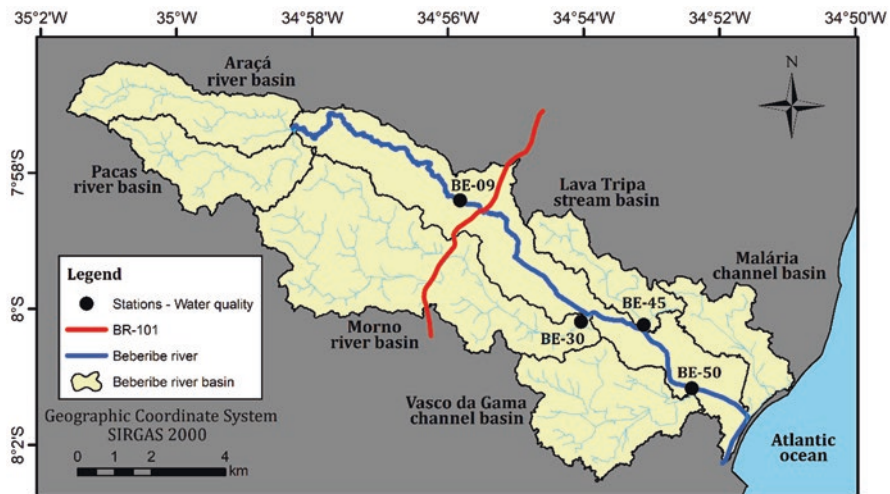 35°2'W
35°W
34°58'W
34°56'W
34°54'W
34°52'W
34°50'W
Araçá
river basin
N
7°58'S
Pacas
river basin
BE-09
Lava Tripa
stream basin
Malária
channel basin
Legend
Stations - Water quality
BR-101
Beberibe river
Beberibe river basin
8°S
Morno
river basin
BE-30
BE-45
BE-50
Vasco da Gama
channel basin
Geographic Coordinate System
SIRGAS 2000
0 1 2 4
km
8°2'S
Atlantic
ocean